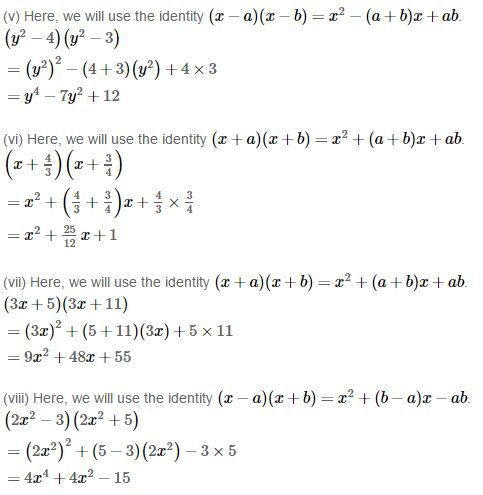 (v) Here, we will use the identity (x − a)(x − b) = x² − (a + b)x + ab.
(y² − 4)(y² − 3)
= (y²)² − (4 + 3)(y²) + 4 × 3
= y⁴ − 7y² + 12
(vi) Here, we will use the identity (x + a)(x + b) = x² + (a + b)x + ab.
(x + 4/3)(x + 3/4)
= x² + (4/3 + 3/4)x + 4/3 × 3/4
= x² + 25/12 x + 1
(vii) Here, we will use the identity (x + a)(x + b) = x² + (a + b)x + ab.
(3x + 5)(3x + 11)
= (3x)² + (5 + 11)(3x) + 5 × 11
= 9x² + 48x + 55
(viii) Here, we will use the identity (x − a)(x + b) = x² + (b − a)x − ab.
(2x² − 3)(2x² + 5)
= (2x²)² + (5 − 3)(2x²) − 3 × 5
= 4x⁴ + 4x² − 15